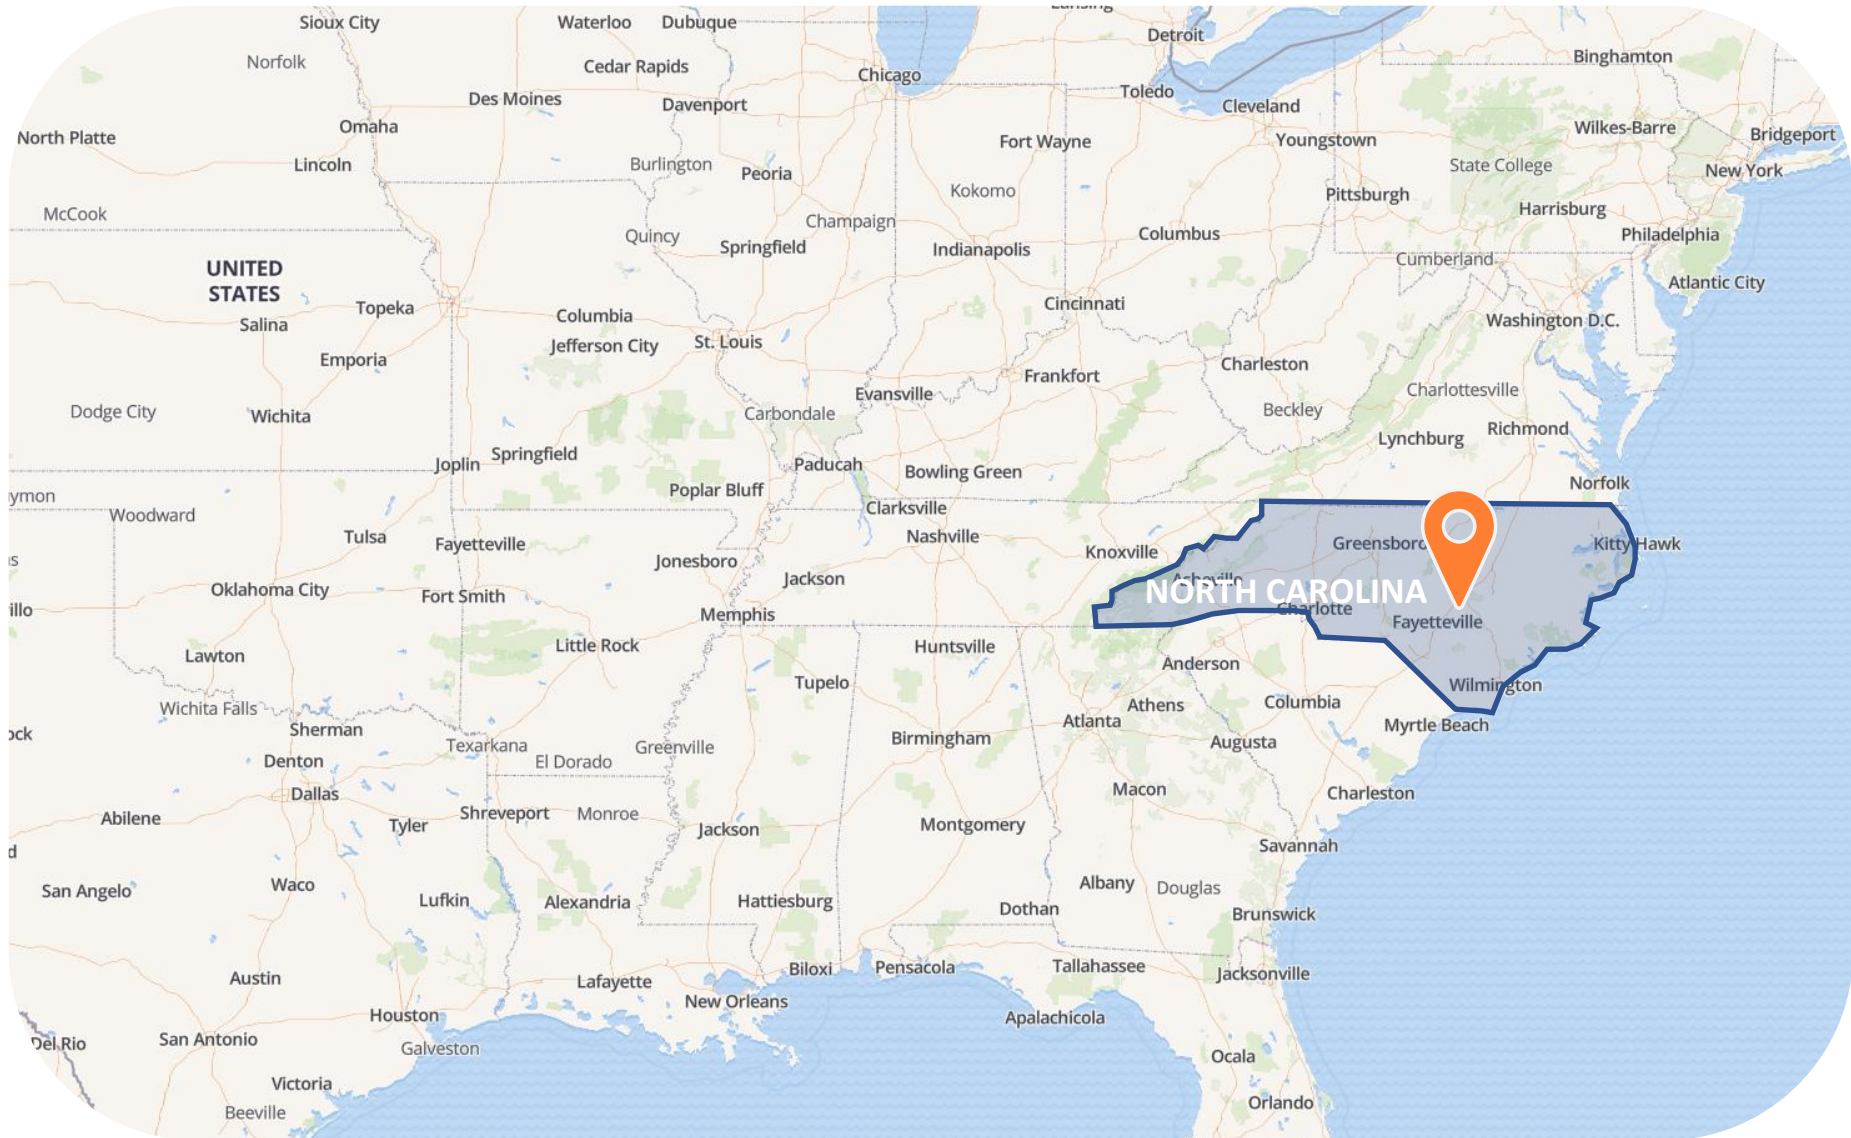 Lansing
Sioux City
Waterloo
Dubuque
Detroit
Binghamton
Norfolk
Cedar Rapids
Chicago
Toledo
Cleveland
Des Moines
Davenport
Omaha
North Platte
Fort Wayne
Youngstown
Wilkes-Barre
Bridgeport
Lincoln
Burlington
Peoria
State College
New York
Kokomo
Pittsburgh
McCook
Champaign
Harrisburg
Quincy
Springfield
Indianapolis
Columbus
Philadelphia
UNITED
STATES
Cumberland
Atlantic City
Topeka
Columbia
Cincinnati
Salina
Washington D.C.
Jefferson City
St. Louis
Emporia
Charleston
Frankfort
Evansville
Charlottesville
Dodge City
Wichita
Carbondale
Beckley
Richmond
Lynchburg
Springfield
Joplin
Paducah
Bowling Green
Norfolk
ymon
Poplar Bluff
Woodward
Clarksville
Tulsa
Fayetteville
Nashville
Knoxville
Greensboro
Kitty Hawk
Jonesboro
Jackson
Asheville
Oklahoma City
Fort Smith
NORTH CAROLINA
illo
Memphis
Charlotte
Fayetteville
Lawton
Little Rock
Huntsville
Anderson
Tupelo
Wilmington
Wichita Falls
Columbia
Athens
Sherman
Atlanta
Myrtle Beach
ock
Texarkana
Greenville
Birmingham
Augusta
Denton
El Dorado
Dallas
Macon
Charleston
Abilene
Tyler
Shreveport
Monroe
Jackson
Montgomery
Savannah
d
San Angelo
Waco
Lufkin
Alexandria
Hattiesburg
Albany
Douglas
Dothan
Brunswick
Austin
Lafayette
Biloxi
Pensacola
Tallahassee
Jacksonville
New Orleans
Houston
Apalachicola
Del Rio
San Antonio
Galveston
Ocala
Victoria
Beeville
Orlando